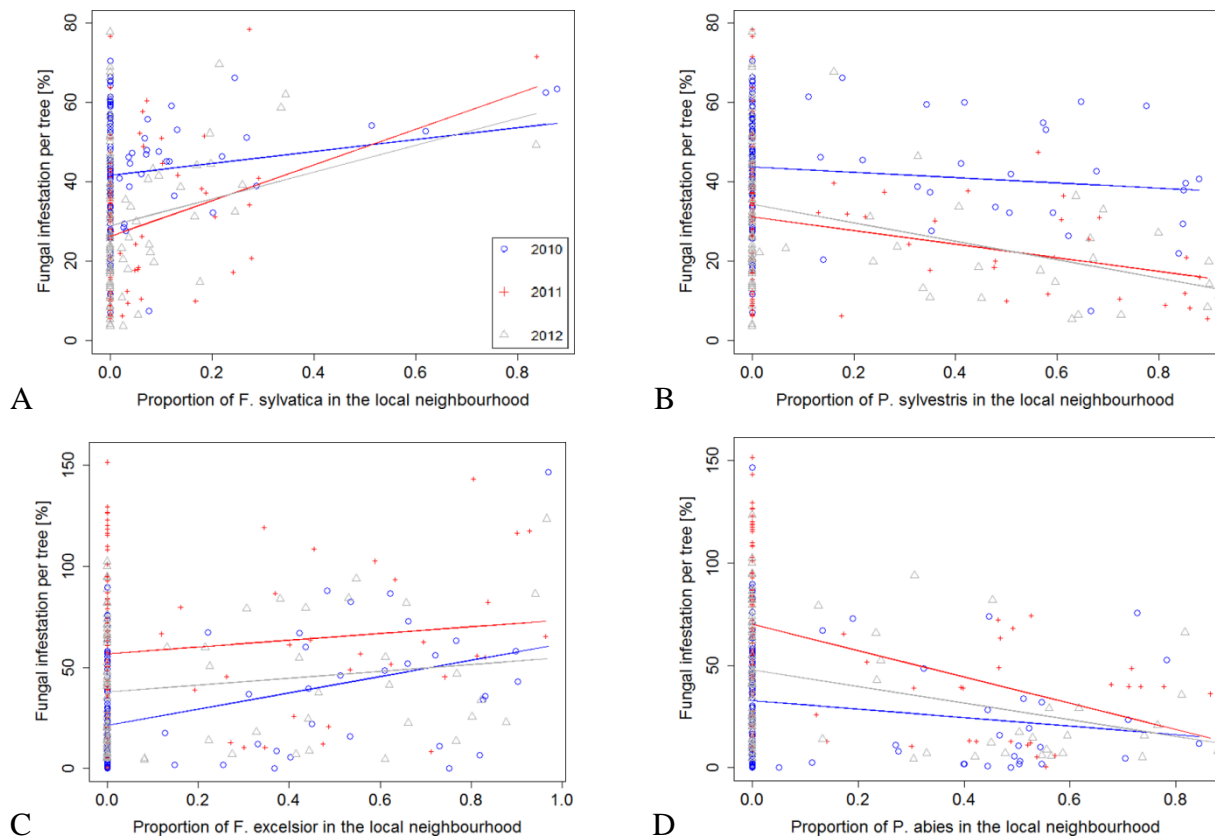 80
60
40
20
0
Fungal infestation per tree [%]
0.0 0.2 0.4 0.6 0.8
Proportion of F. sylvatica in the local neighbourhood
2010
2011
2012
A
80
60
40
20
0
Fungal infestation per tree [%]
0.0 0.2 0.4 0.6 0.8
Proportion of P. sylvestris in the local neighbourhood
B
150
100
50
0
Fungal infestation per tree [%]
0.0 0.2 0.4 0.6 0.8 1.0
Proportion of F. excelsior in the local neighbourhood
C
150
100
50
0
Fungal infestation per tree [%]
0.0 0.2 0.4 0.6 0.8
Proportion of P. abies in the local neighbourhood
D